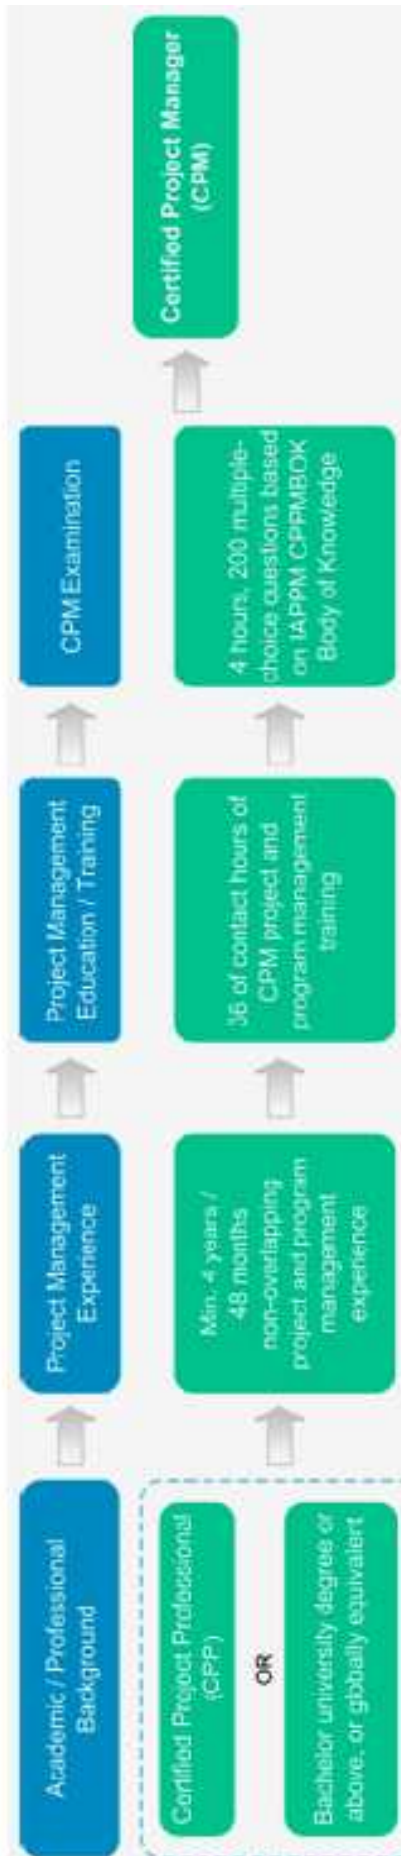 Academic / Professional
Background
Project Management
Experience
Project Management
Education / Training
CPM Examination
Certified Project Professional
(CPP)
OR
Bachelor university degree or
above, or globally equivalent
Min. 4 years /
48 months
non-overlapping
project and program
management
experience
36 of contact hours of
CPM project and
program management
training
4 hours, 200 multiple-
choice questions based
on IAPPM CPPMBOK
Body of Knowledge
Certified Project Manager
(CPM)